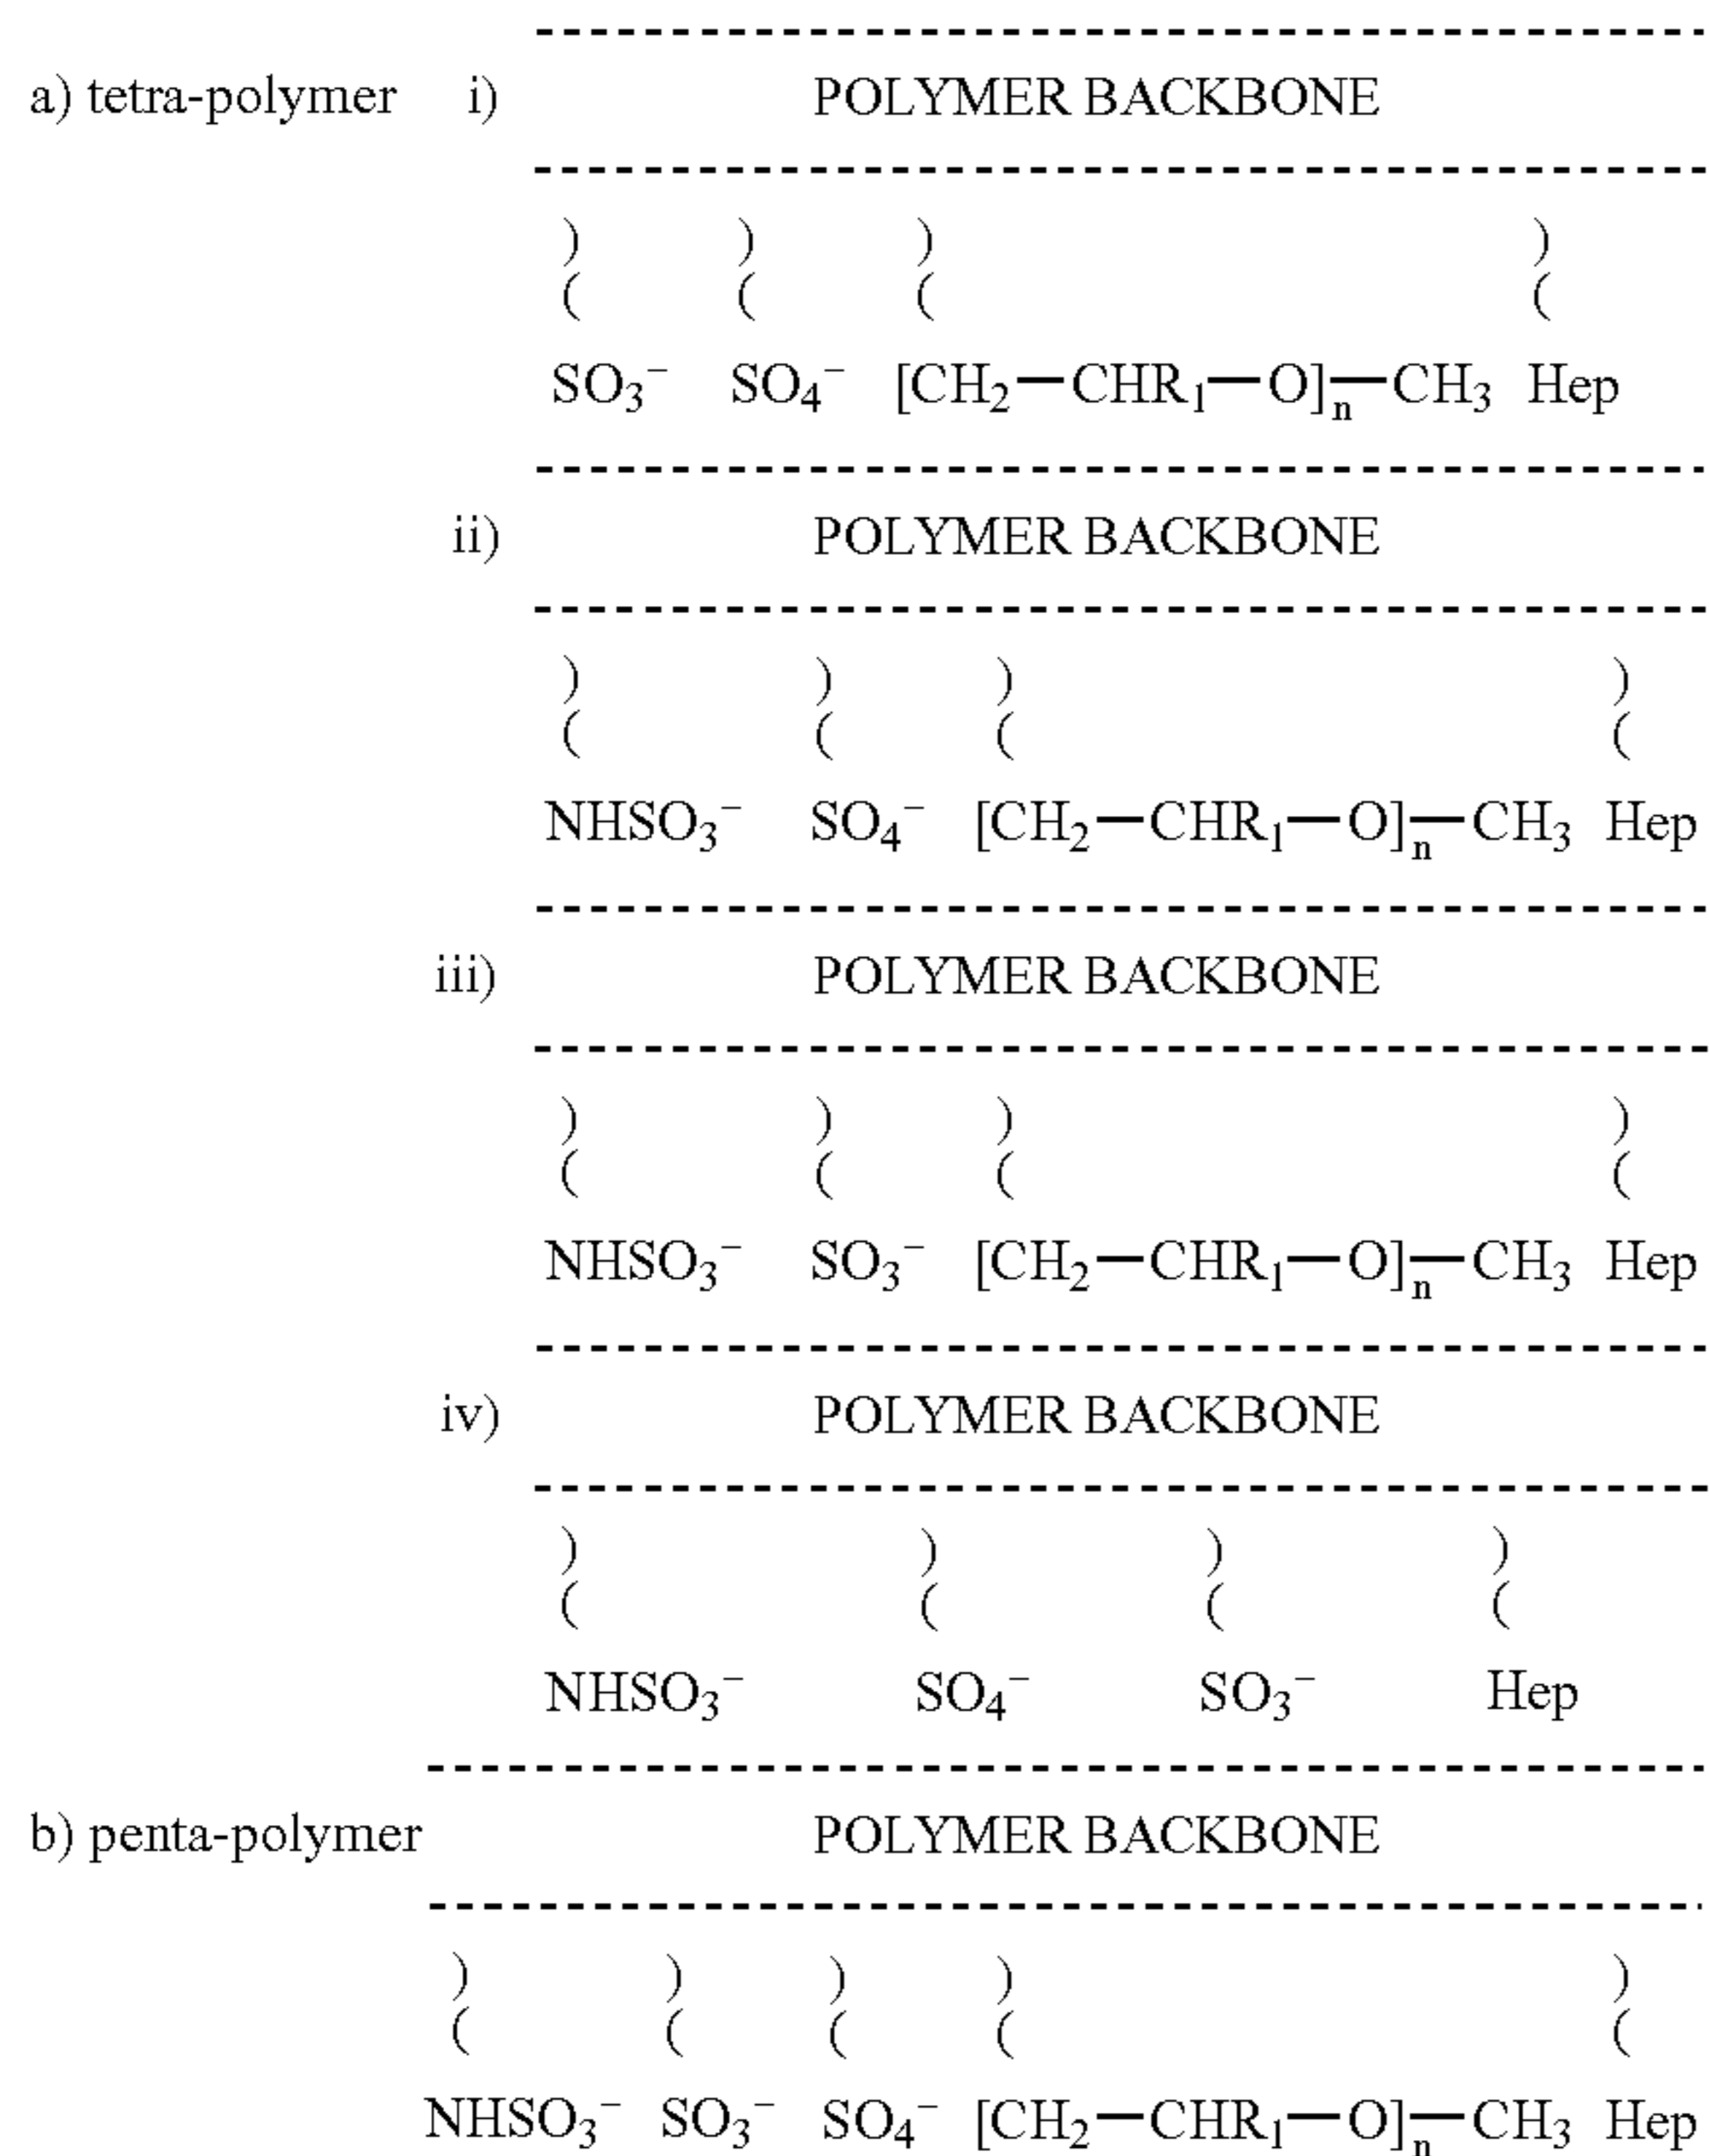 a) tetra-polymer i) POLYMER BACKBONE
SO₃⁻ SO₄⁻ [CH₂—CHR₁—O]ₙ—CH₃ Hep
ii) POLYMER BACKBONE
NHSO₃⁻ SO₄⁻ [CH₂—CHR₁—O]ₙ—CH₃ Hep
iii) POLYMER BACKBONE
NHSO₃⁻ SO₃⁻ [CH₂—CHR₁—O]ₙ—CH₃ Hep
iv) POLYMER BACKBONE
NHSO₃⁻ SO₄⁻ SO₃⁻ Hep
b) penta-polymer POLYMER BACKBONE
NHSO₃⁻ SO₃⁻ SO₄⁻ [CH₂—CHR₁—O]ₙ—CH₃ Hep